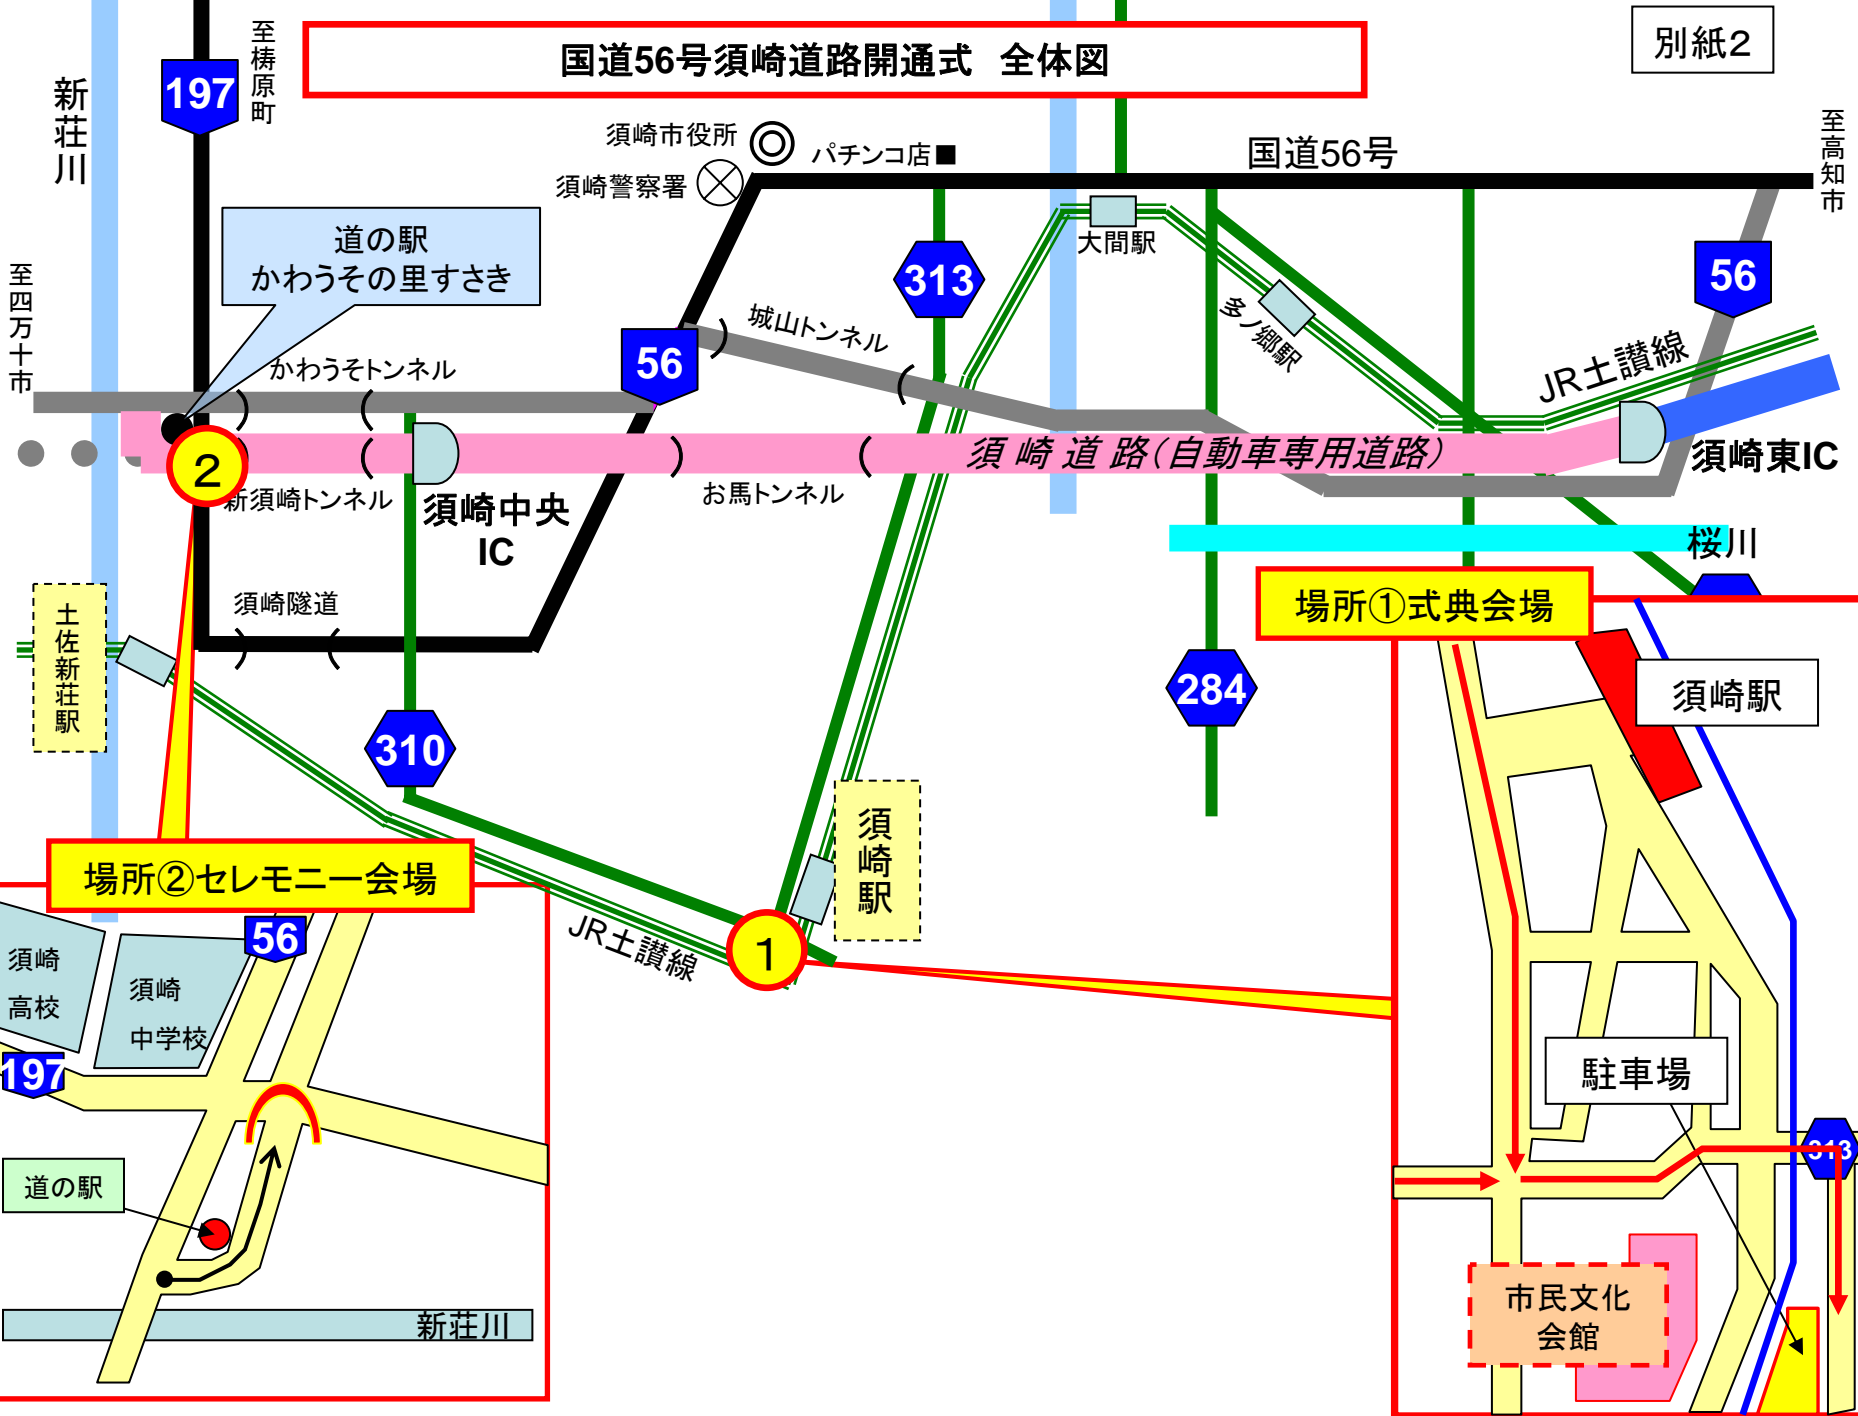 国道56号須崎道路開通式 全体図
別紙2
至梼原町
197
新荘川
須崎市役所
パチンコ店■
国道56号
至高知市
須崎警察署
道の駅
かわうその里すさき
大間駅
至四万十市
313
56
城山トンネル
多ノ郷駅
56
JR土讃線
かわうそトンネル
須崎道路(自動車専用道路)
須崎東IC
2
新須崎トンネル
須崎中央
IC
お馬トンネル
桜川
土佐新荘駅
須崎隧道
場所①式典会場
284
須崎駅
310
須崎駅
場所②セレモニー会場
JR土讃線
1
56
須崎
高校
須崎
中学校
197
駐車場
313
道の駅
市民文化
会館
新荘川